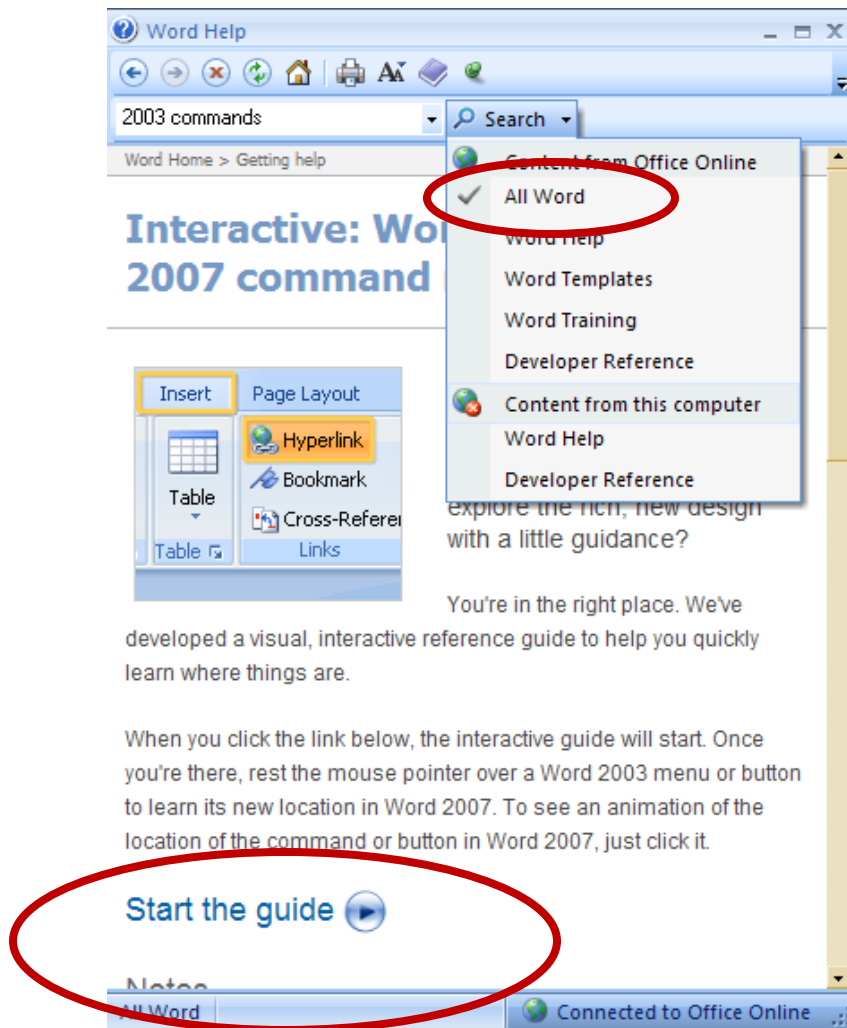 Word Help
2003 commands
Search
Word Home > Getting help
Content from Office Online
All Word
Word Help
Word Templates
Word Training
Developer Reference
Content from this computer
Word Help
Developer Reference
Interactive:
2007 command
Insert Page Layout
Hyperlink
Bookmark
Table
Table
Links
explore the rich, new design
with a little guidance?
You're in the right place. We've
developed a visual, interactive reference guide to help you quickly
learn where things are.
When you click the link below, the interactive guide will start. Once
you're there, rest the mouse pointer over a Word 2003 menu or button
to learn its new location in Word 2007. To see an animation of the
location of the command or button in Word 2007, just click it.
Start the guide
Notes
All Word
Connected to Office Online